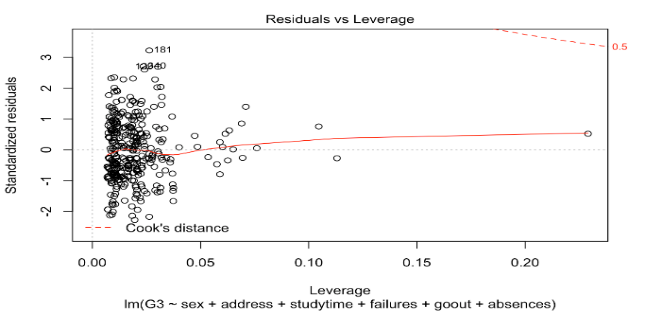 Residuals vs Leverage
Standardized residuals
3
2
1
0
-1
-2
181
0.5
Cook's distance
0.00 0.05 0.10 0.15 0.20
Leverage
lm(G3 ~ sex + address + studytime + failures + goout + absences)